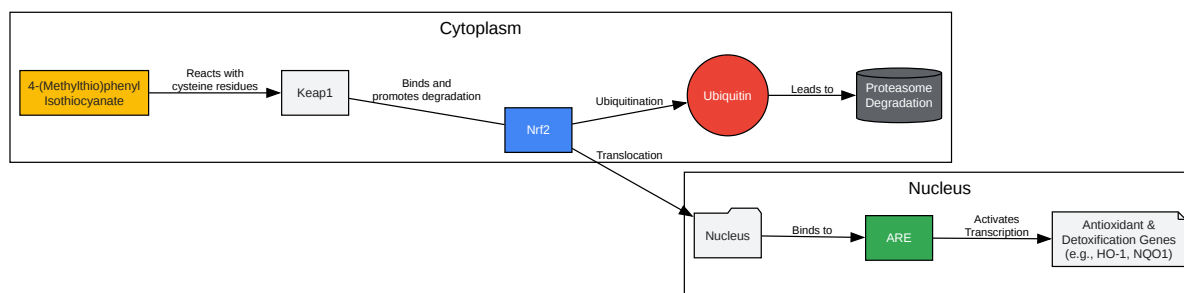 Cytoplasm
4-(Methylthio)phenyl
Isothiocyanate
Reacts with
cysteine residues
Keap1
Binds and
promotes degradation
Nrf2
Ubiquitination
Ubiquitin
Leads to
Proteasome
Degradation
Translocation
Nucleus
Nucleus
Binds to
ARE
Activates
Transcription
Antioxidant &
Detoxification Genes
(e.g., HO-1, NQO1)